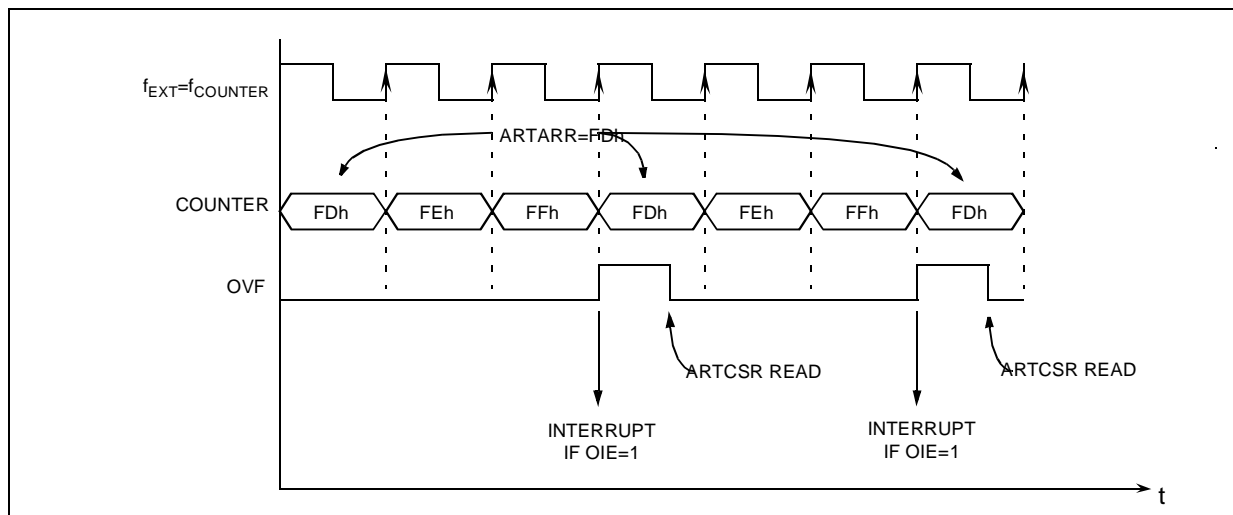 fEXT=fCOUNTER
ARTARR=FDh
COUNTER
FDh FEh FFh FDh FEh FFh FDh
OVF
ARTCSR READ
ARTCSR READ
INTERRUPT
IF OIE=1
INTERRUPT
IF OIE=1
t